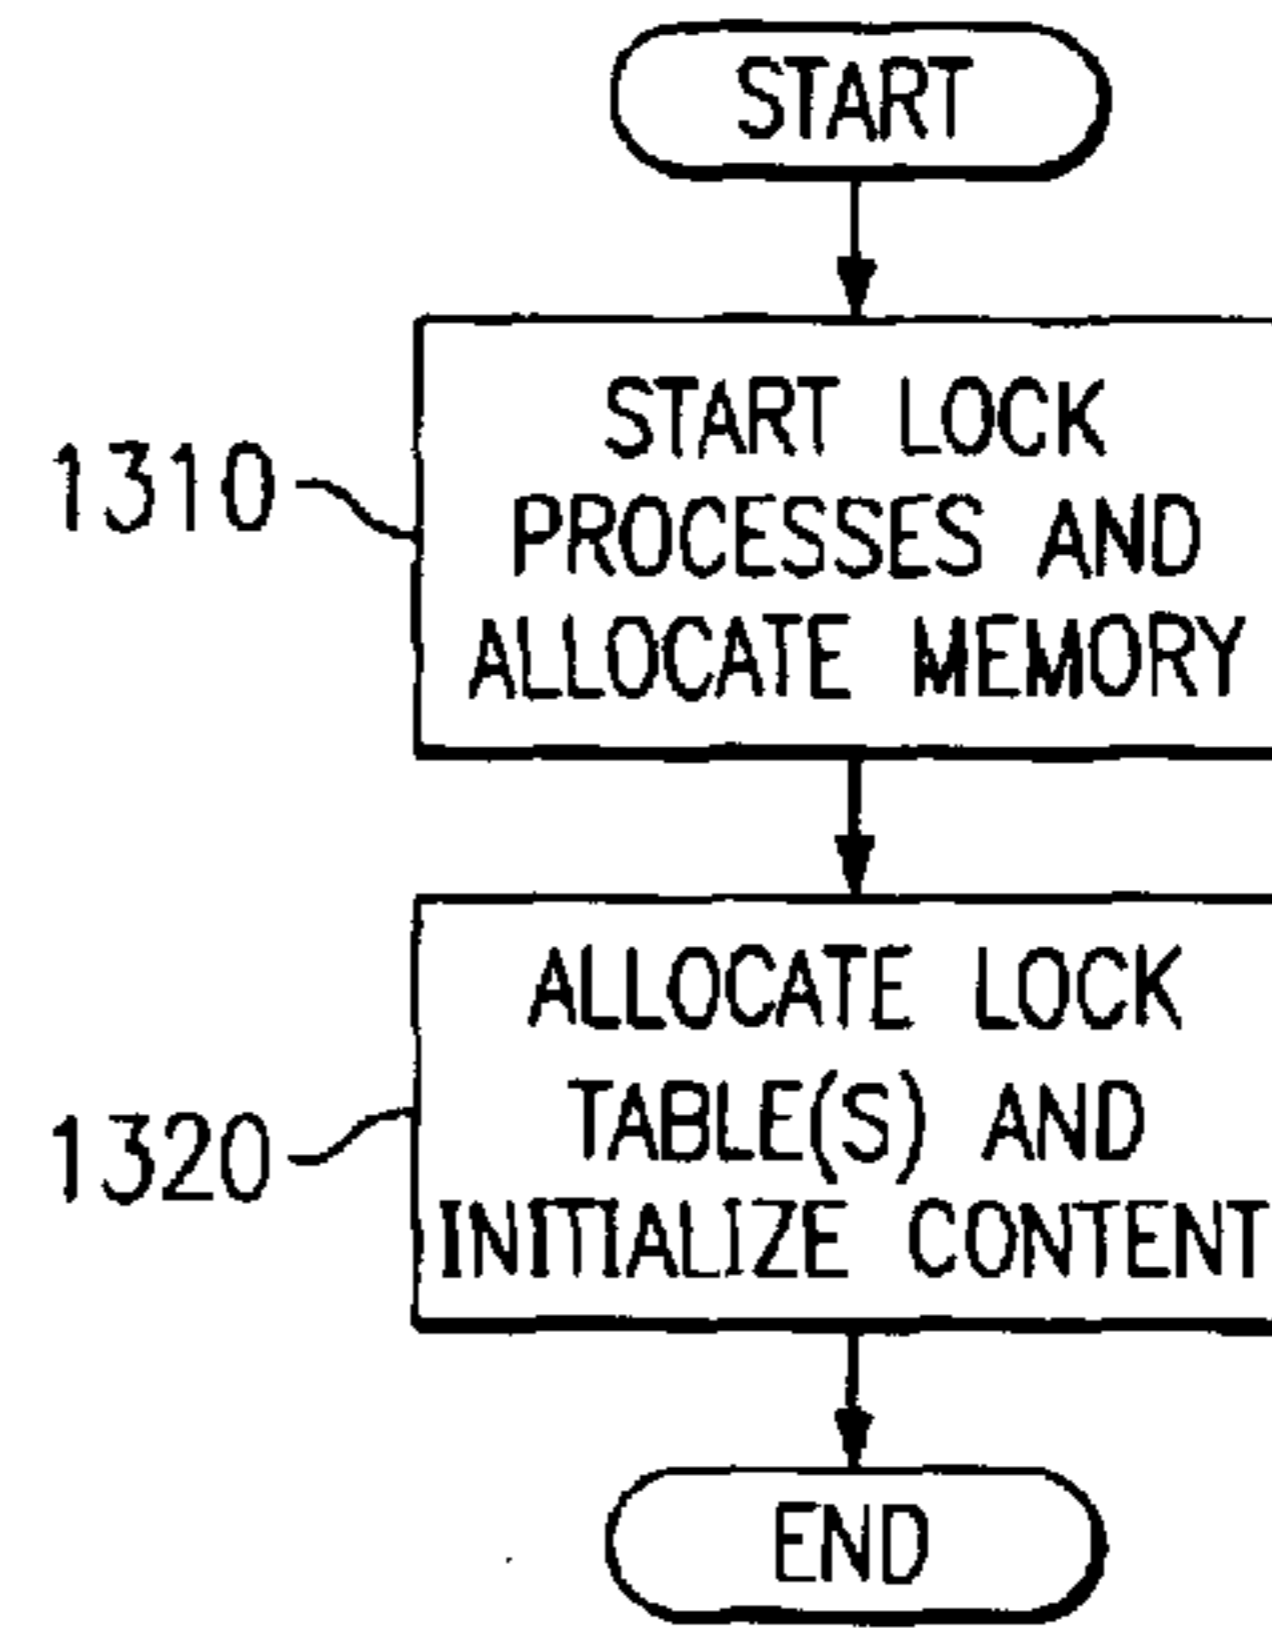 START
START LOCK
1310
PROCESSES AND
ALLOCATE MEMORY
ALLOCATE LOCK
TABLE(S) AND
1320
INITIALIZE CONTENT
END